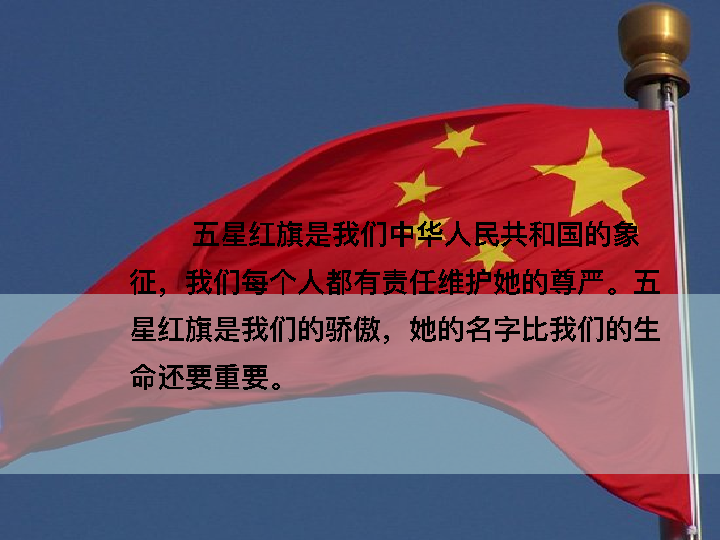 五星红旗是我们中华人民共和国的象
征，我们每个人都有责任维护她的尊严。五
星红旗是我们的骄傲，她的名字比我们的生
命还要重要。